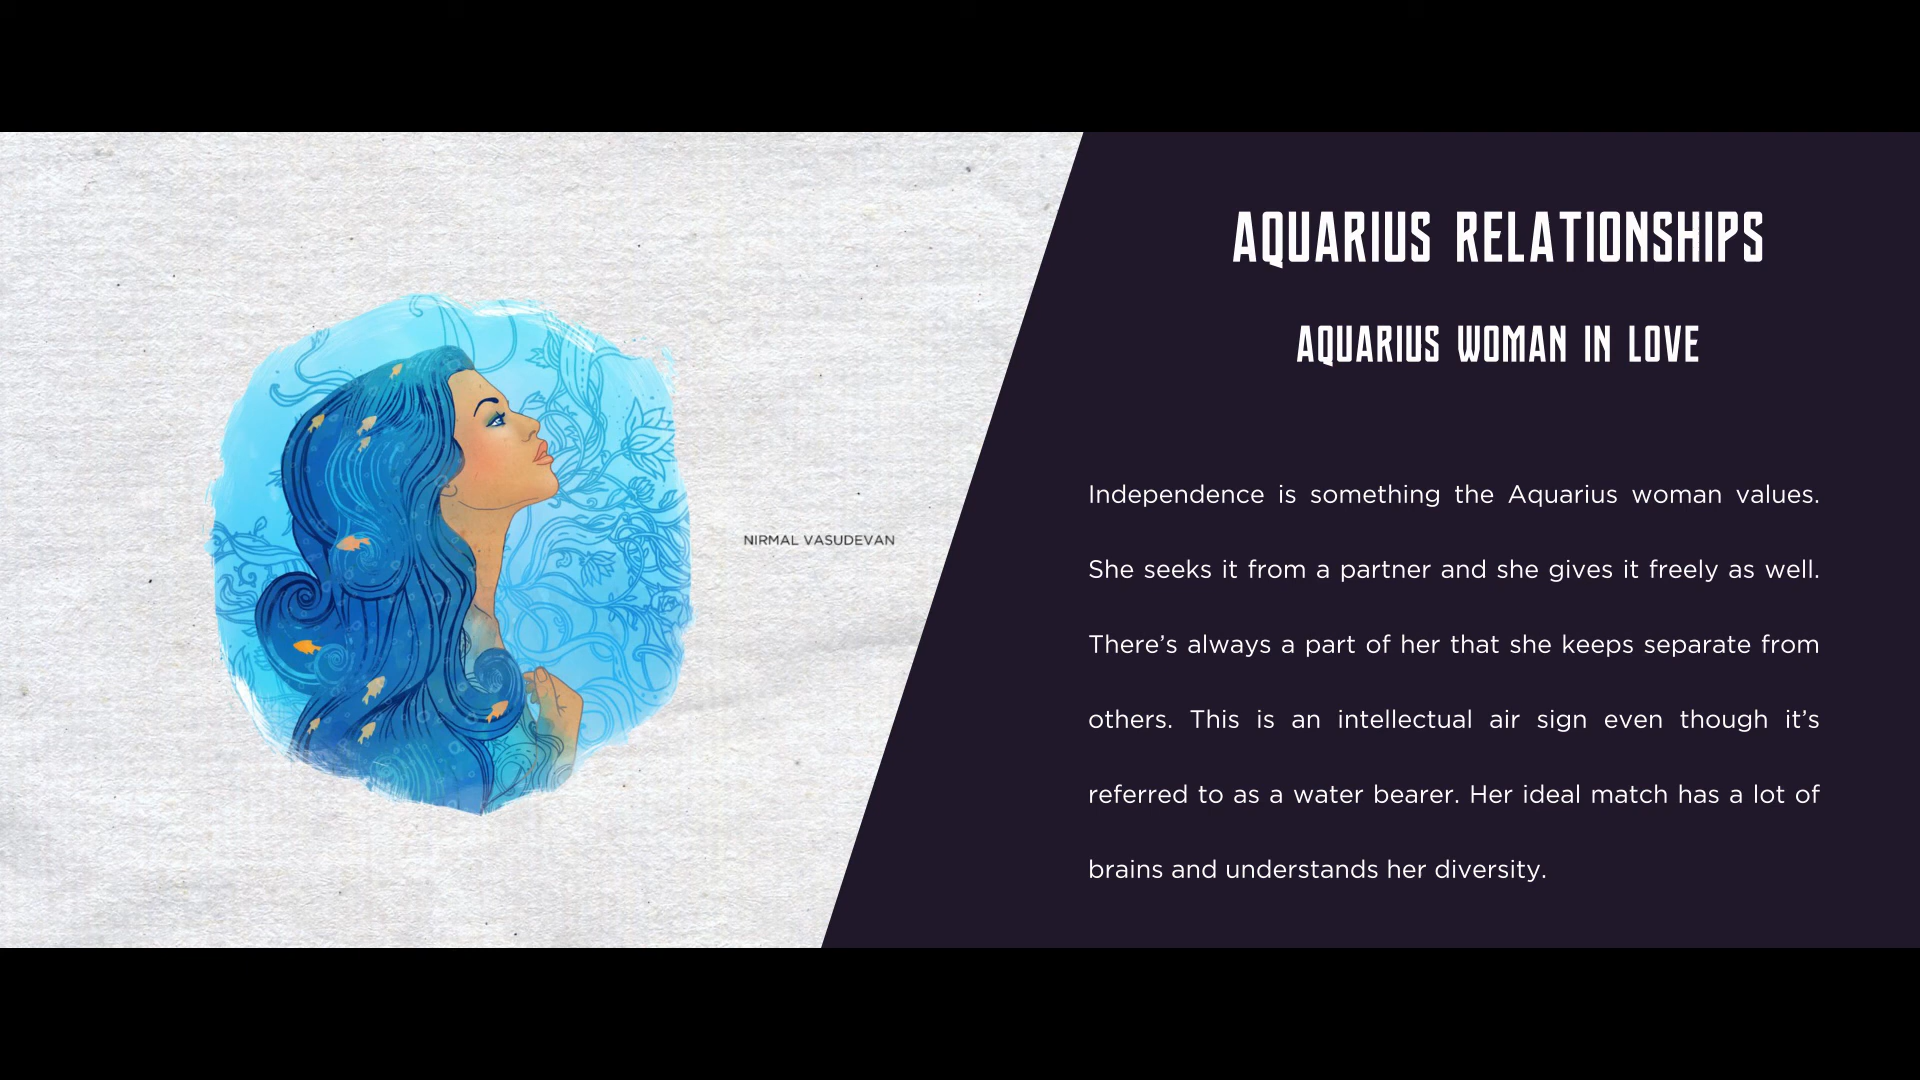 NIRMAL VASUDEVAN
AQUARIUS RELATIONSHIPS
AQUARIUS WOMAN IN LOVE
Independence is something the Aquarius woman values.
She seeks it from a partner and she gives it freely as well.
There’s always a part of her that she keeps separate from
others. This is an intellectual air sign even though it’s
referred to as a water bearer. Her ideal match has a lot of
brains and understands her diversity.